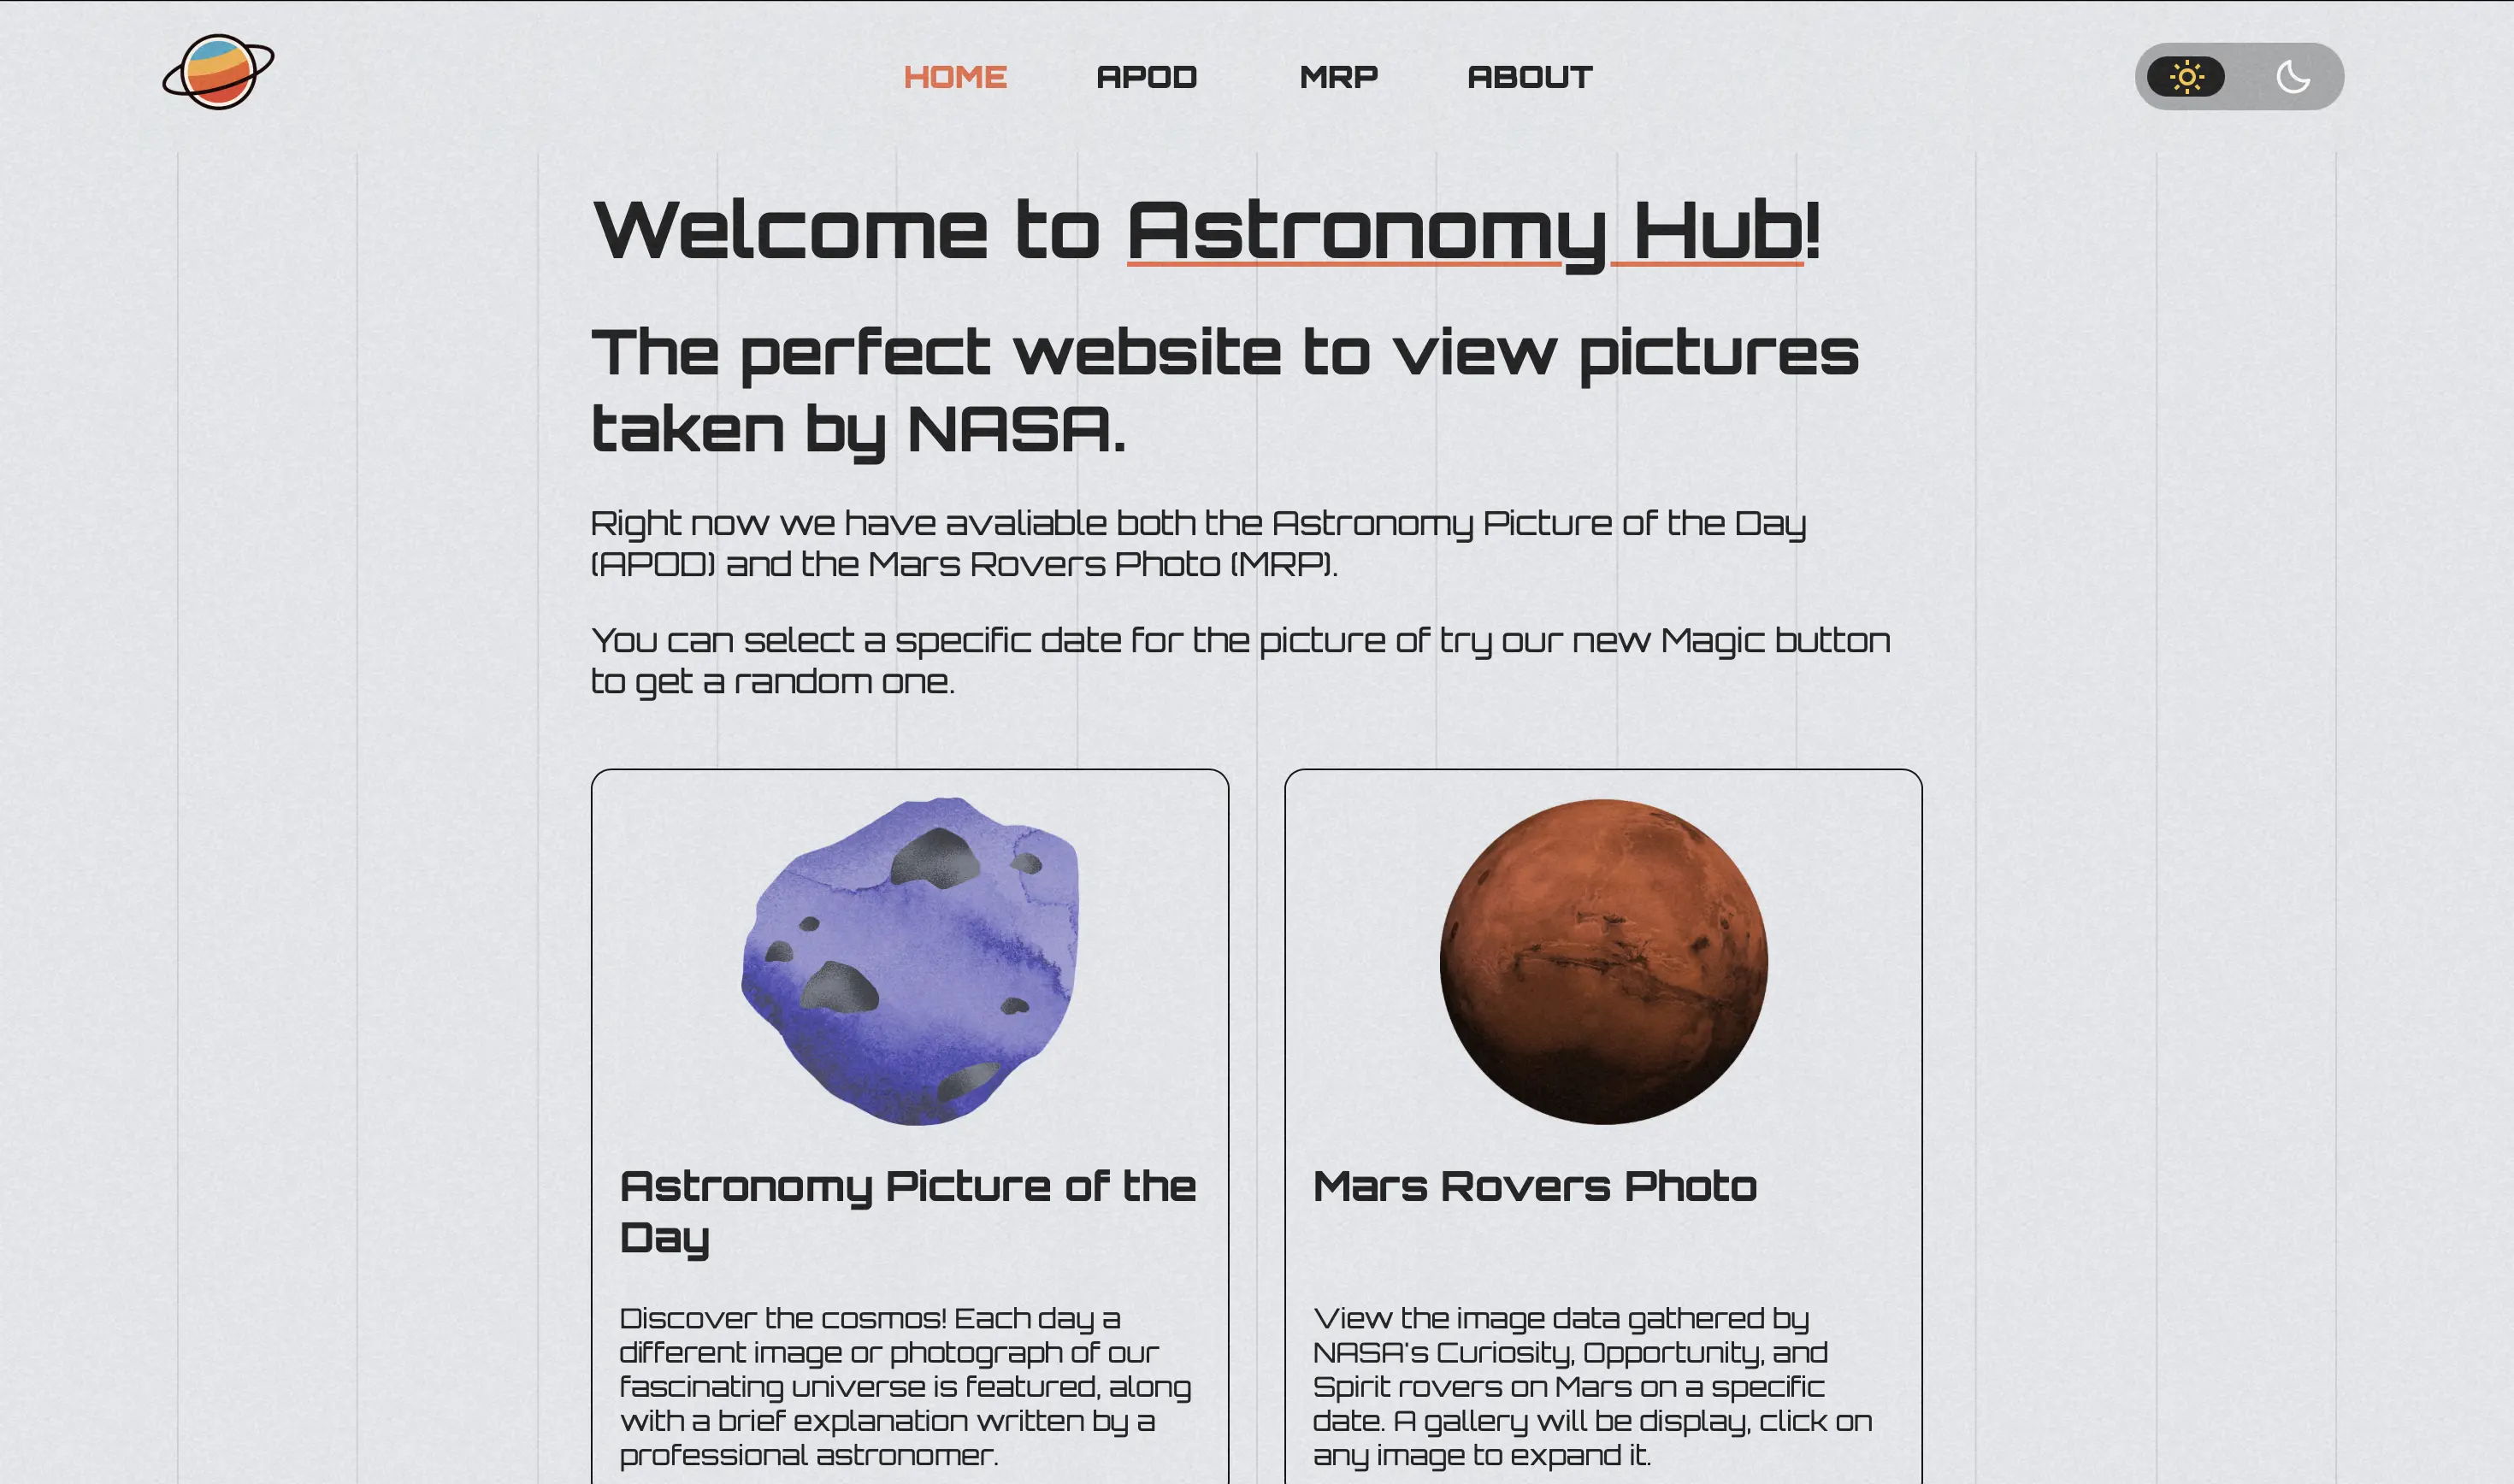 HOME APOD MRP ABOUT
Welcome to Astronomy Hub!
The perfect website to view pictures
taken by NASA.
Right now we have avaliable both the Astronomy Picture of the Day
(APOD) and the Mars Rovers Photo (MRP).
You can select a specific date for the picture of try our new Magic button
to get a random one.
Astronomy Picture of the
Day
Discover the cosmos! Each day a
different image or photograph of our
fascinating universe is featured, along
with a brief explanation written by a
professional astronomer.
Mars Rovers Photo
View the image data gathered by
NASA's Curiosity, Opportunity, and
Spirit rovers on Mars on a specific
date. A gallery will be display, click on
any image to expand it.